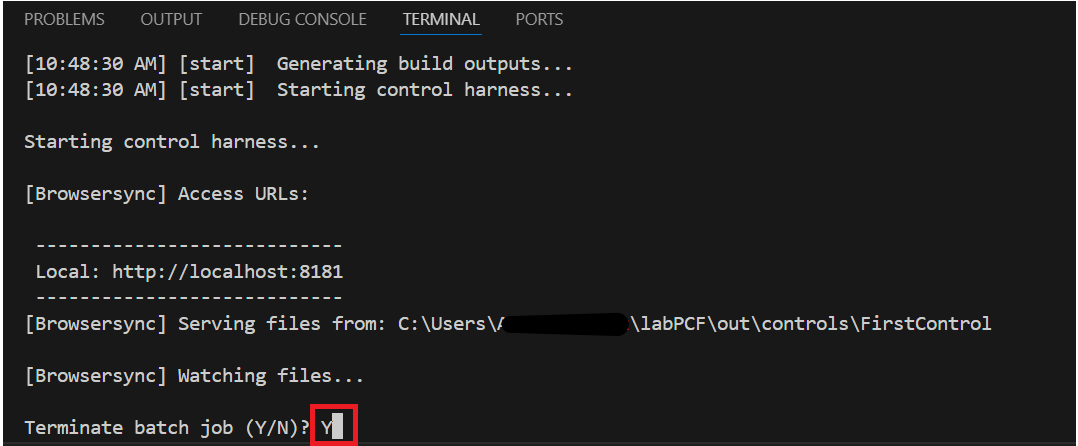 PROBLEMS OUTPUT DEBUG CONSOLE TERMINAL PORTS
[10:48:30 AM] [start]  Generating build outputs...
[10:48:30 AM] [start]  Starting control harness...
Starting control harness...
[Browsersync] Access URLs:
----------------------------
Local: http://localhost:8181
----------------------------
[Browsersync] Serving files from: C:\Users\ \labPCF\out\controls\FirstControl
[Browsersync] Watching files...
Terminate batch job (Y/N)? Y